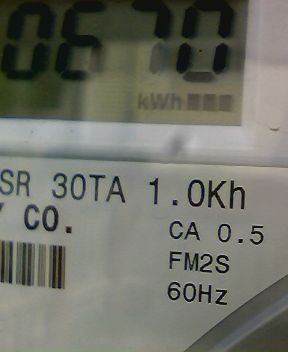 0670
kWh
SR 30TA 1.0Kh
Y CO.
CA 0.5
FM2S
60Hz